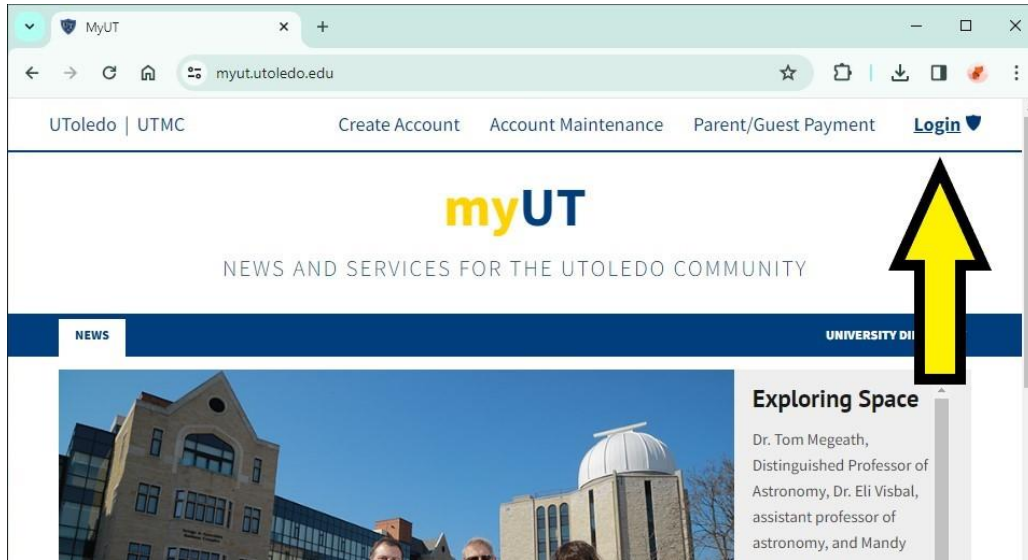 MyUT
myut.utoledo.edu
UToledo | UTMC Create Account Account Maintenance Parent/Guest Payment Login
myUT
NEWS AND SERVICES FOR THE UTOLEDO COMMUNITY
NEWS UNIVERSITY
Exploring Space
Dr. Tom Megeath,
Distinguished Professor of
Astronomy, Dr. Eli Visbal,
assistant professor of
astronomy, and Mandy